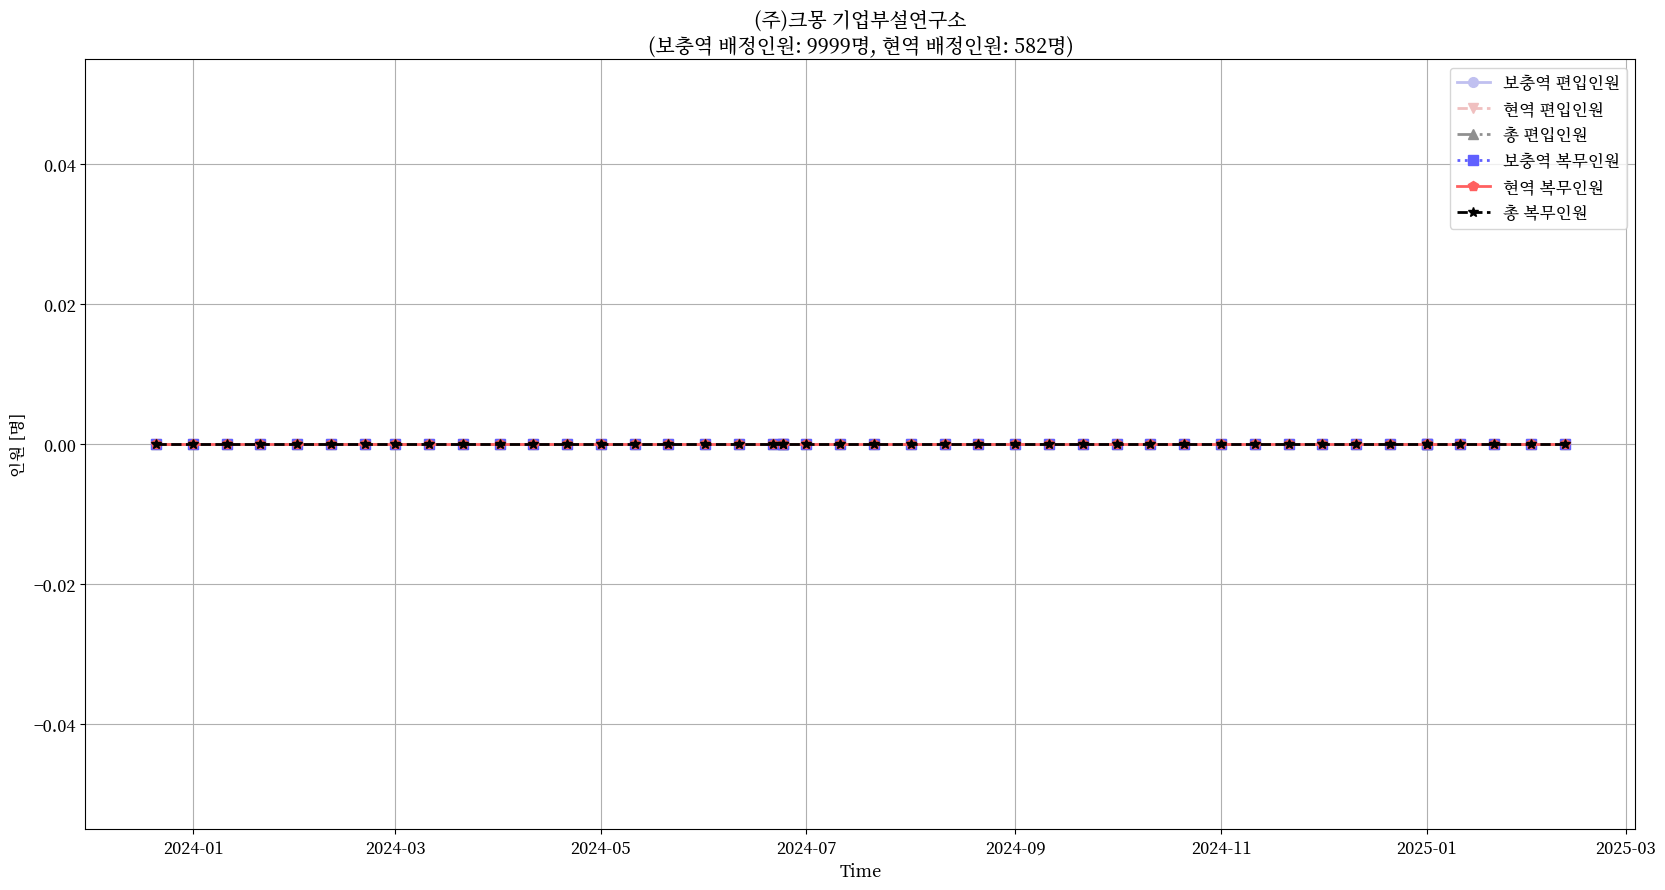 (주)크몽 기업부설연구소
(보충역 배정인원: 9999명, 현역 배정인원: 582명)
보충역 편입인원
현역 편입인원
총 편입인원
보충역 복무인원
현역 복무인원
총 복무인원
인원 [명]
0.04
0.02
0.00
−0.02
−0.04
2024-01
2024-03
2024-05
2024-07
2024-09
2024-11
2025-01
2025-03
Time